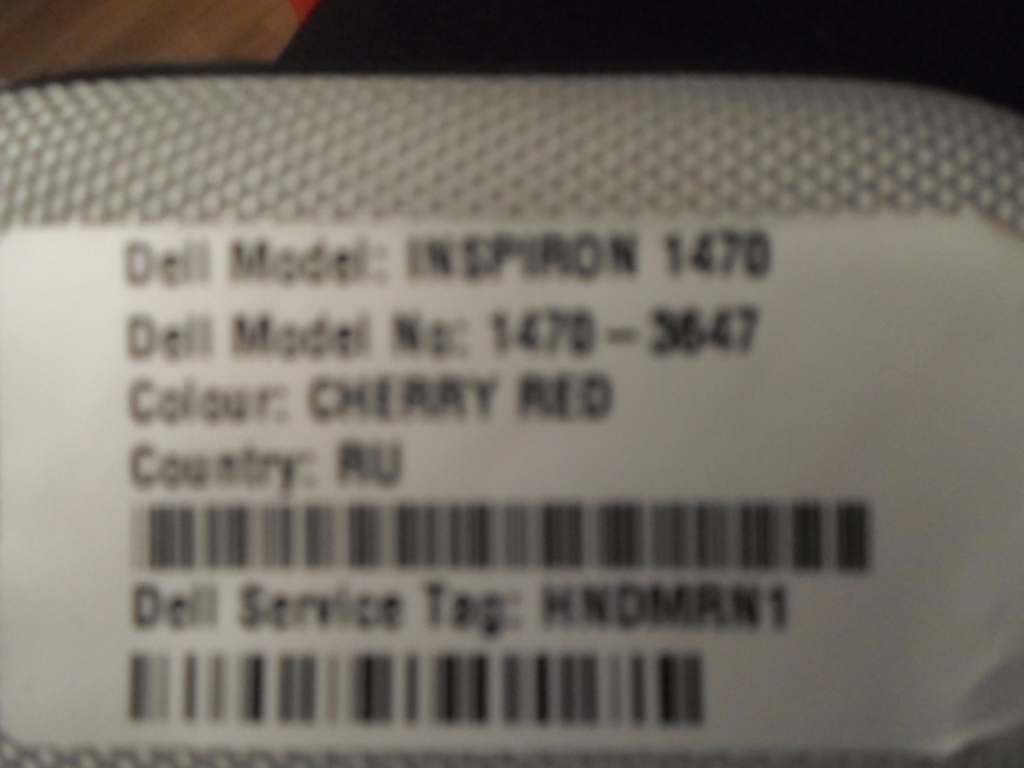 Dell Model: INSPIRON 1470
Dell Model No: 1470-3647
Colour: CHERRY RED
Country: RU
Dell Service Tag: HNDMRN1